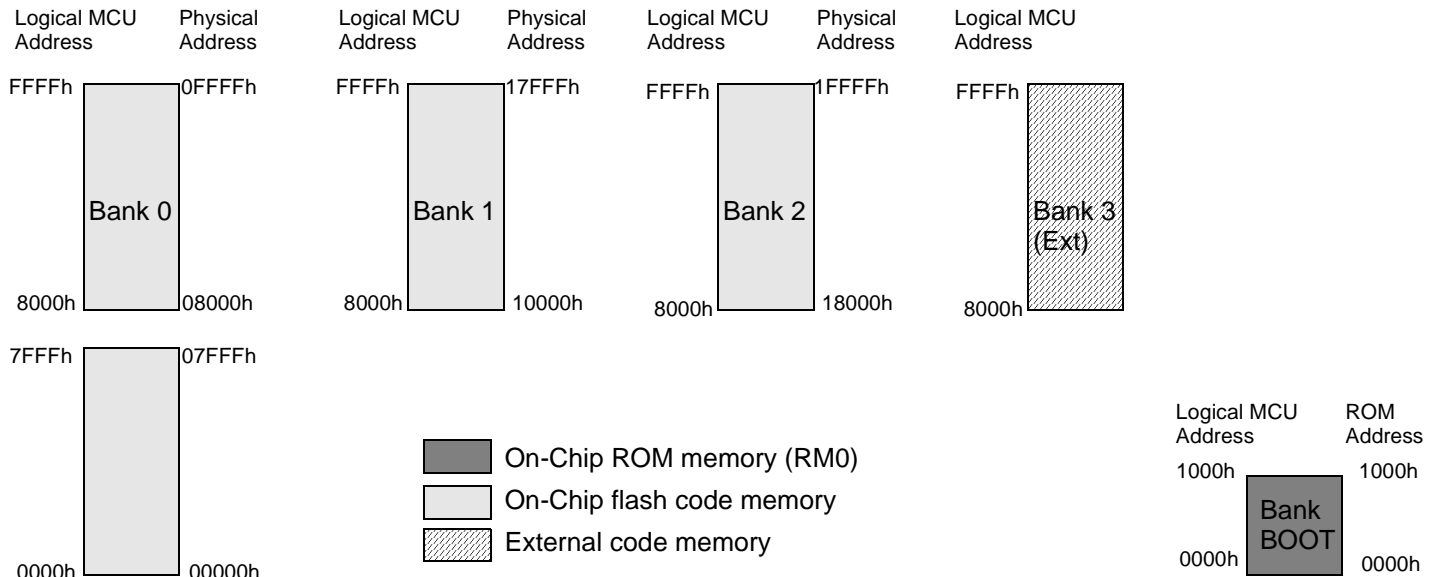 Logical MCU Address
Physical Address
FFFFh
0FFFFh
Bank 0
8000h
08000h
7FFFh
07FFFh
0000h
00000h
Logical MCU Address
Physical Address
FFFFh
17FFFh
Bank 1
8000h
10000h
Logical MCU Address
Physical Address
FFFFh
1FFFFh
Bank 2
8000h
18000h
Logical MCU Address
FFFFh
Bank 3
(Ext)
8000h
On-Chip ROM memory (RM0)
On-Chip flash code memory
External code memory
Logical MCU Address
ROM Address
1000h
1000h
Bank
BOOT
0000h
0000h